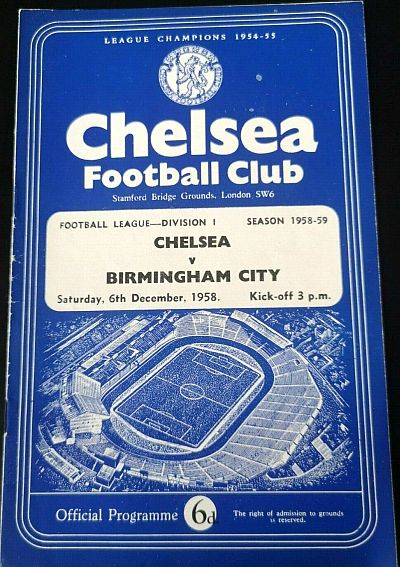 LEAGUE CHAMPIONS 1954-55
Chelsea
Football Club
Stamford Bridge Grounds, London SW6
FOOTBALL LEAGUE—DIVISION I SEASON 1958-59
CHELSEA
v
BIRMINGHAM CITY
Saturday, 6th December, 1958. Kick-off 3 p.m.
Official Programme 6d. The right of admission to grounds
is reserved.